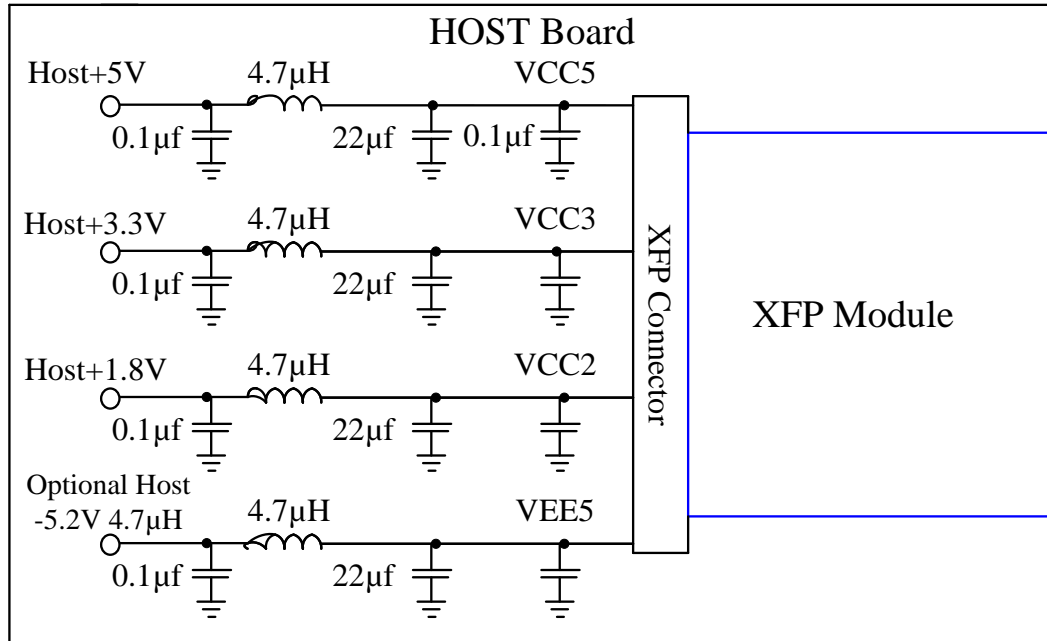 HOST Board
Host+5V 4.7µH VCC5
0.1µf 22µf 0.1µf
Host+3.3V 4.7µH VCC3
0.1µf 22µf
XFP Connector
XFP Module
Host+1.8V 4.7µH VCC2
0.1µf 22µf
Optional Host
-5.2V 4.7µH 4.7µH VEE5
0.1µf 22µf